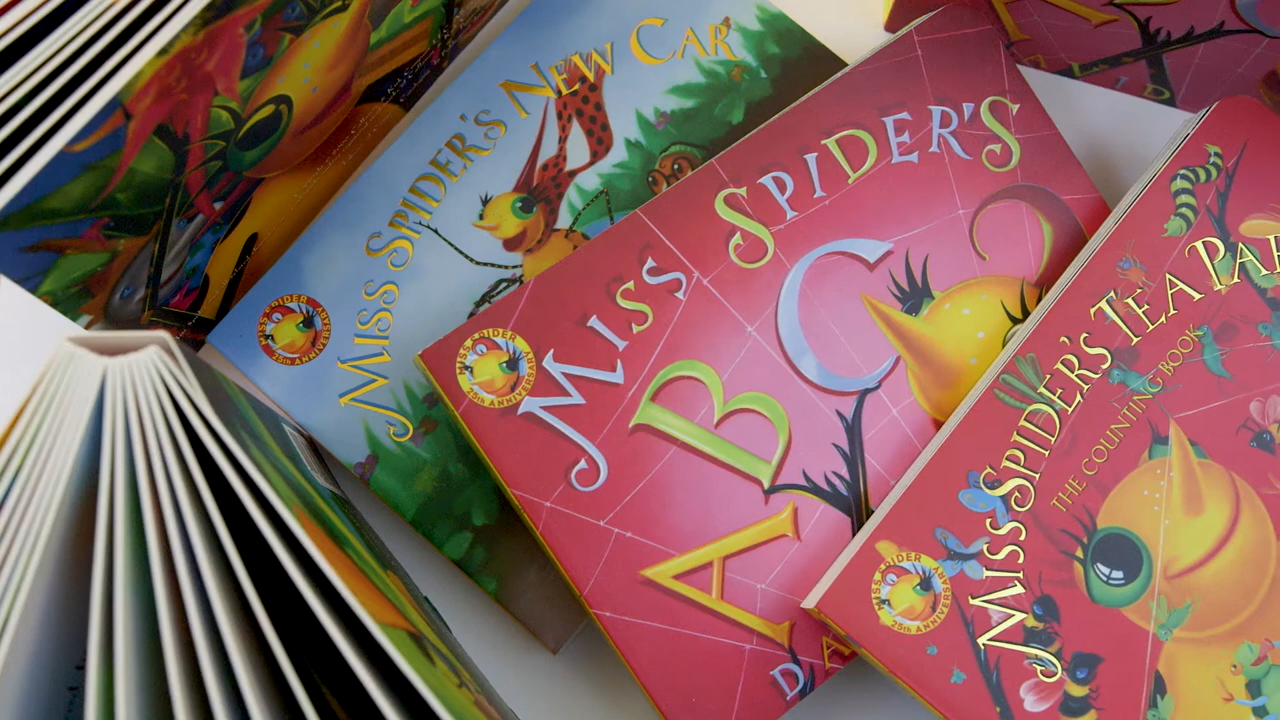 MISS SPIDER'S NEW CAR
MISS SPIDER
25th ANNIVERSARY
MISS SPIDER'S
ABC
DA
MISS SPIDER
25th ANNIVERSARY
MISS SPIDER'S TEA PAR
THE COUNTING BOOK
MISS SPIDER
25th ANNIVERSARY